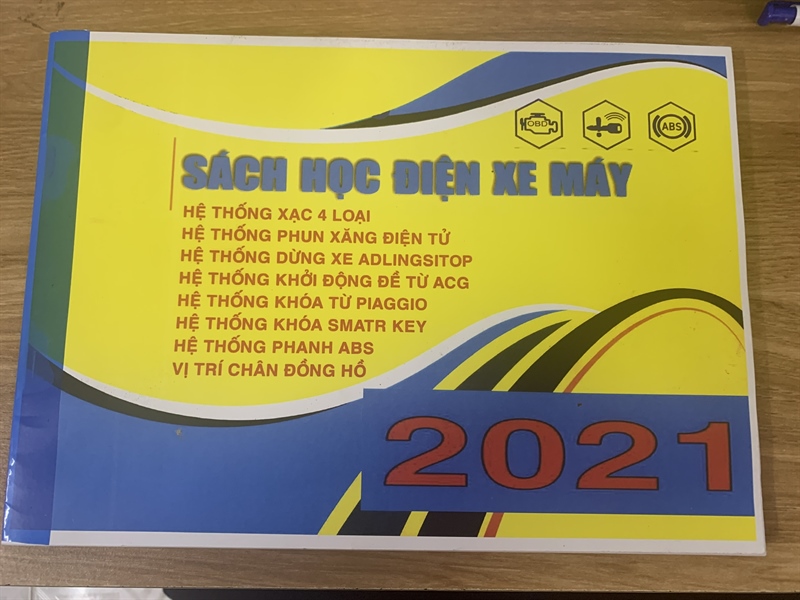 OBD
ABS
SÁCH HỌC ĐIỆN XE MÁY
HỆ THỐNG XẠC 4 LOẠI
HỆ THỐNG PHUN XĂNG ĐIỆN TỬ
HỆ THỐNG DỪNG XE ADLINGSITOP
HỆ THỐNG KHỞI ĐỘNG ĐỀ TỪ ACG
HỆ THỐNG KHÓA TỪ PIAGGIO
HỆ THỐNG KHÓA SMATR KEY
HỆ THỐNG PHANH ABS
VỊ TRÍ CHÂN ĐỒNG HỒ
2021